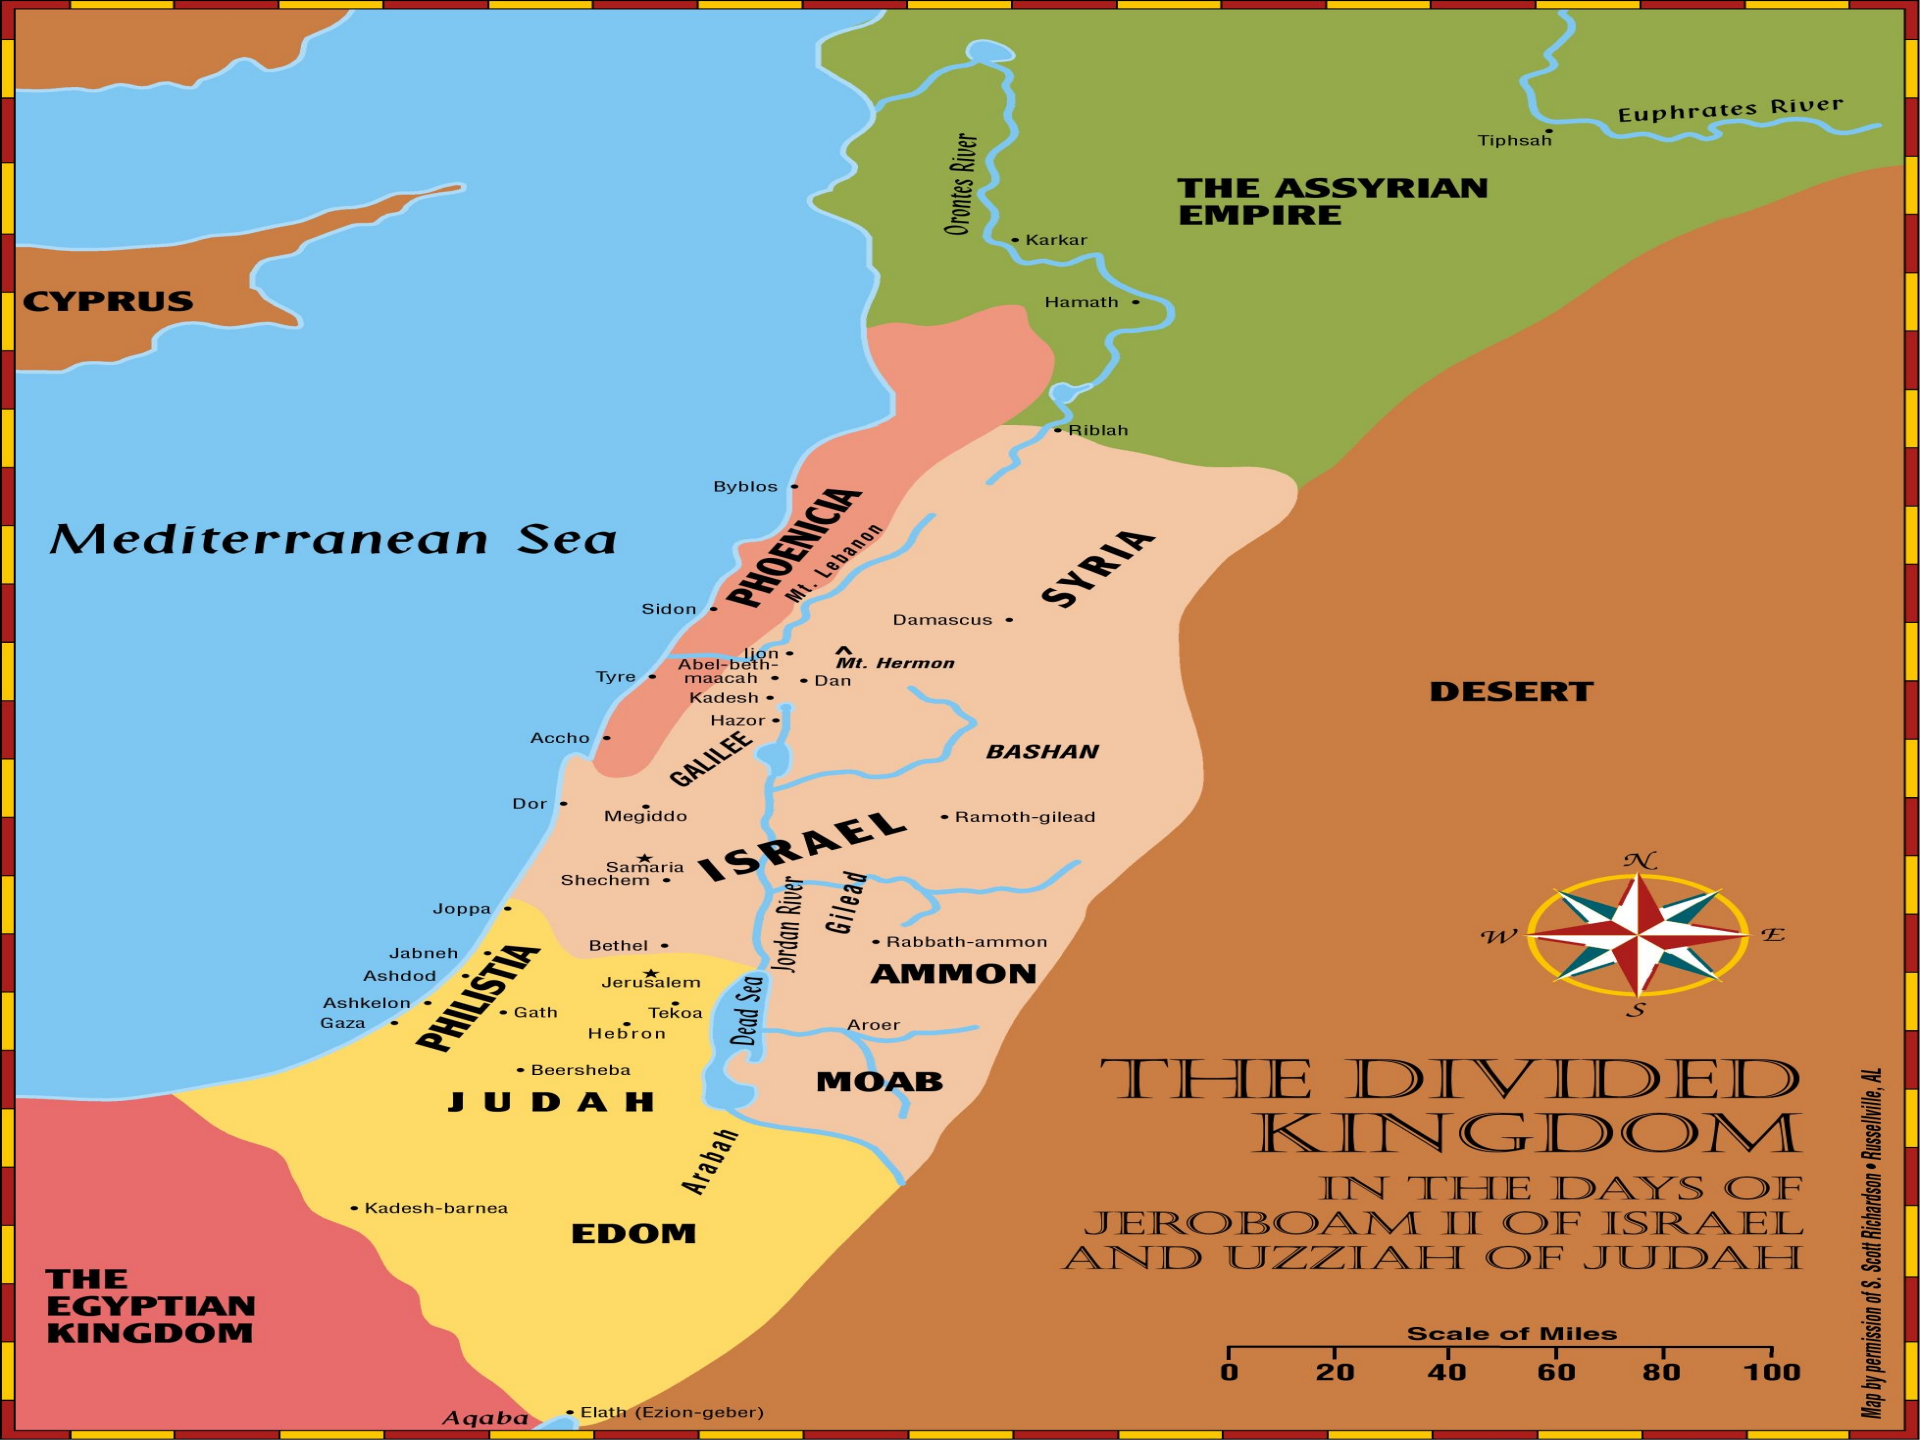 Euphrates River
Tiphsah
Orontes River
THE ASSYRIAN
EMPIRE
Karkar
CYPRUS
Hamath
Riblah
Byblos
PHOENICIA
Mt. Lebanon
Mediterranean Sea
SYRIA
Sidon
Damascus
Ijon
Mt. Hermon
Abel-beth-
maacah
Tyre
Dan
Kadesh
DESERT
Hazor
Accho
GALILEE
BASHAN
Dor
Megiddo
Ramoth-gilead
ISRAEL
Samaria
Shechem
Jordan River
Gilead
Joppa
Bethel
Rabbath-ammon
AMMON
Jabneh
Ashdod
PHILISTIA
Jerusalem
Dead Sea
Ashkelon
Gath
Tekoa
Gaza
Hebron
Aroer
Beersheba
MOAB
JUDAH
Arabah
Kadesh-barnea
EDOM
THE
EGYPTIAN
KINGDOM
Aqaba
Elath (Ezion-geber)
N
W
E
S
THE DIVIDED
KINGDOM
IN THE DAYS OF
JEROBOAM II OF ISRAEL
AND UZZIAH OF JUDAH
Scale of Miles
0 20 40 60 80 100
Map by permission of S. Scott Richardson • Russellville, AL